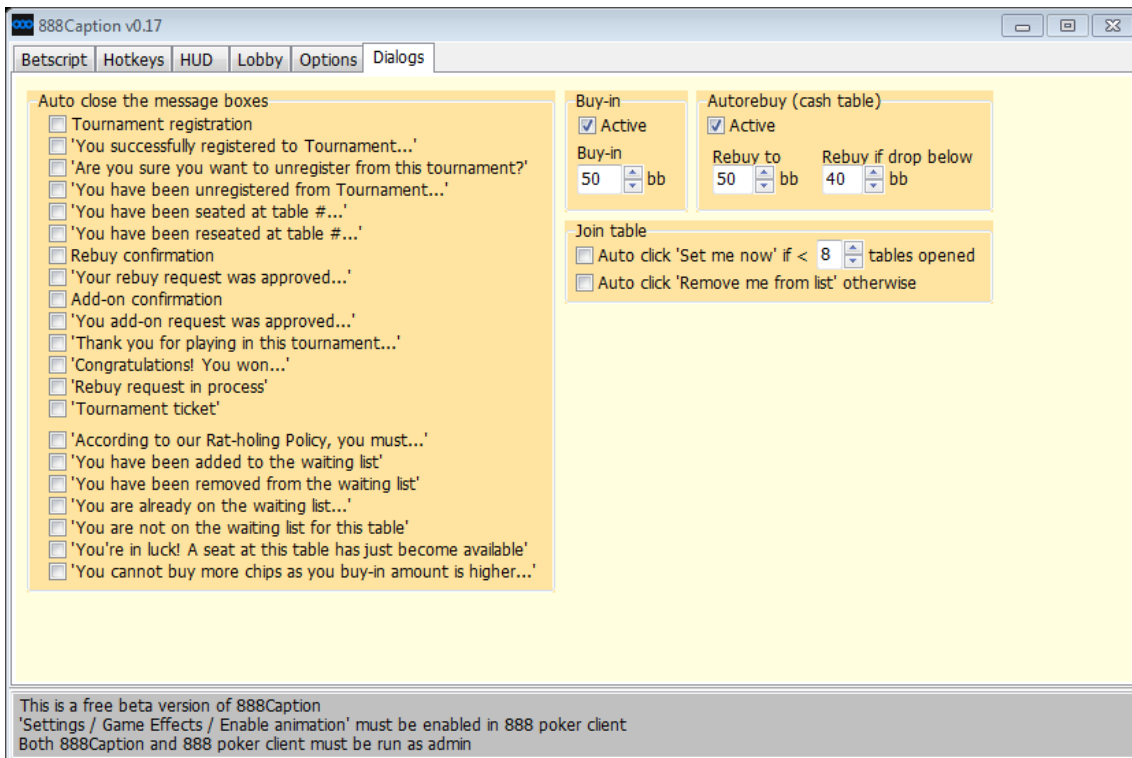 888Caption v0.17
Betscript Hotkeys HUD Lobby Options Dialogs
Auto close the message boxes
Tournament registration
'You successfully registered to Tournament...'
'Are you sure you want to unregister from this tournament?'
'You have been unregistered from Tournament...'
'You have been seated at table #...'
'You have been reseated at table #...'
Rebuy confirmation
'Your rebuy request was approved...'
Add-on confirmation
'You add-on request was approved...'
'Thank you for playing in this tournament...'
'Congratulations! You won...'
'Rebuy request in process'
'Tournament ticket'
'According to our Rat-holing Policy, you must...'
'You have been added to the waiting list'
'You have been removed from the waiting list'
'You are already on the waiting list...'
'You are not on the waiting list for this table'
'You're in luck! A seat at this table has just become available'
'You cannot buy more chips as you buy-in amount is higher...'
Buy-in
Active
Buy-in
50 bb
Autorebuy (cash table)
Active
Rebuy to Rebuy if drop below
50 bb 40 bb
Join table
Auto click 'Set me now' if < 8 tables opened
Auto click 'Remove me from list' otherwise
This is a free beta version of 888Caption
'Settings / Game Effects / Enable animation' must be enabled in 888 poker client
Both 888Caption and 888 poker client must be run as admin